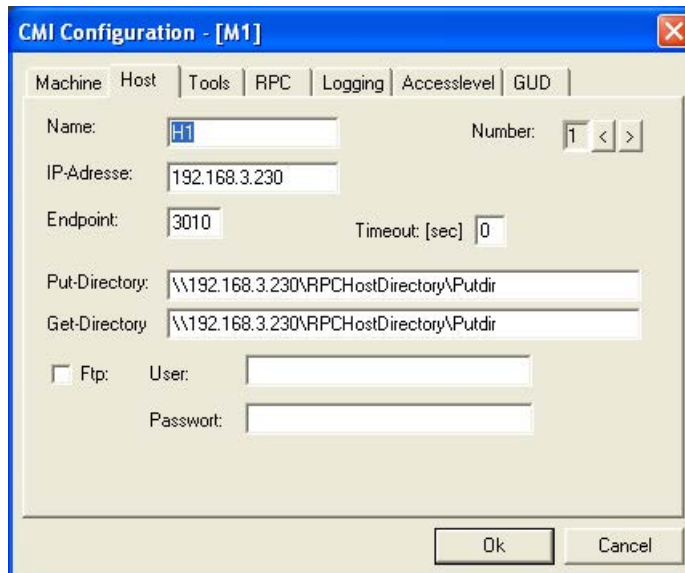 CMI Configuration - [M1]
Machine Host Tools RPC Logging Accesslevel GUD
Name: H1 Number: 1 < >
IP-Adresse: 192.168.3.230
Endpoint: 3010 Timeout: [sec] 0
Put-Directory: \\192.168.3.230\RPCHostDirectory\Putdir
Get-Directory \\192.168.3.230\RPCHostDirectory\Putdir
Ftp: User:
Passwort:
Ok Cancel